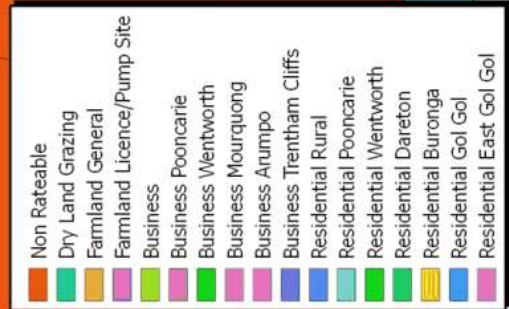 Non Rateable
Dry Land Grazing
Farmland General
Farmland Licence/Pump Site
Business
Business Pooncarie
Business Wentworth
Business Mourquong
Business Arumpo
Business Trentham Cliffs
Residential Rural
Residential Pooncarie
Residential Wentworth
Residential Dareton
Residential Buronga
Residential Gol Gol
Residential East Gol Gol